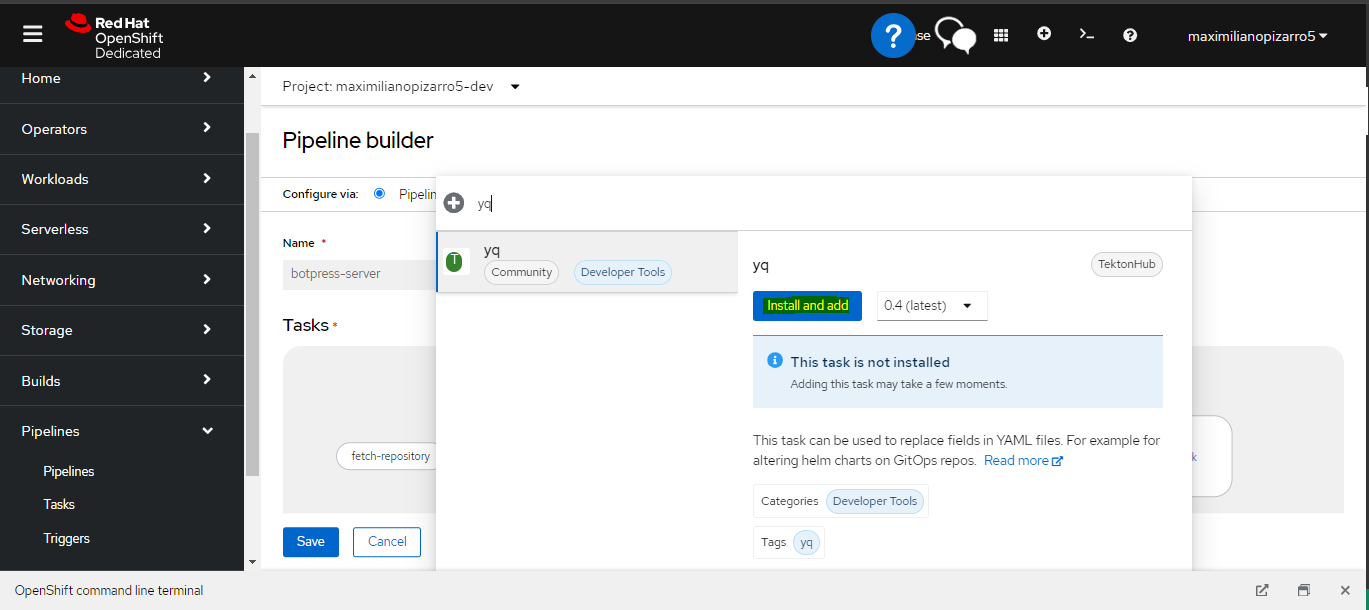 Red Hat
OpenShift
Dedicated
?
se
maximilianopizarro5
Home
Operators
Workloads
Serverless
Networking
Storage
Builds
Pipelines
Pipelines
Tasks
Triggers
Project: maximilianopizarro5-dev
Pipeline builder
Configure via:
Pipelin
Name *
botpress-server
Tasks *
fetch-repository
k
Save
Cancel
yq
T
yq
Community
Developer Tools
yq
TektonHub
Install and add
0.4 (latest)
This task is not installed
Adding this task may take a few moments.
This task can be used to replace fields in YAML files. For example for
altering helm charts on GitOps repos. Read more
Categories
Developer Tools
Tags
yq
OpenShift command line terminal